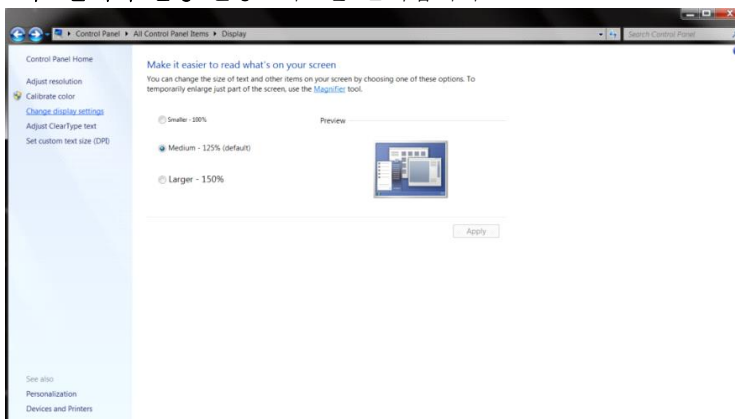 Control Panel ▸ All Control Panel Items ▸ Display
Search Control Panel
Control Panel Home
Adjust resolution
Calibrate color
Change display settings
Adjust ClearType text
Set custom text size (DPI)
See also
Personalization
Devices and Printers
Make it easier to read what's on your screen
You can change the size of text and other items on your screen by choosing one of these options. To
temporarily enlarge just part of the screen, use the Magnifier tool.
Smaller - 100%
Preview
Medium - 125% (default)
Larger - 150%
Apply